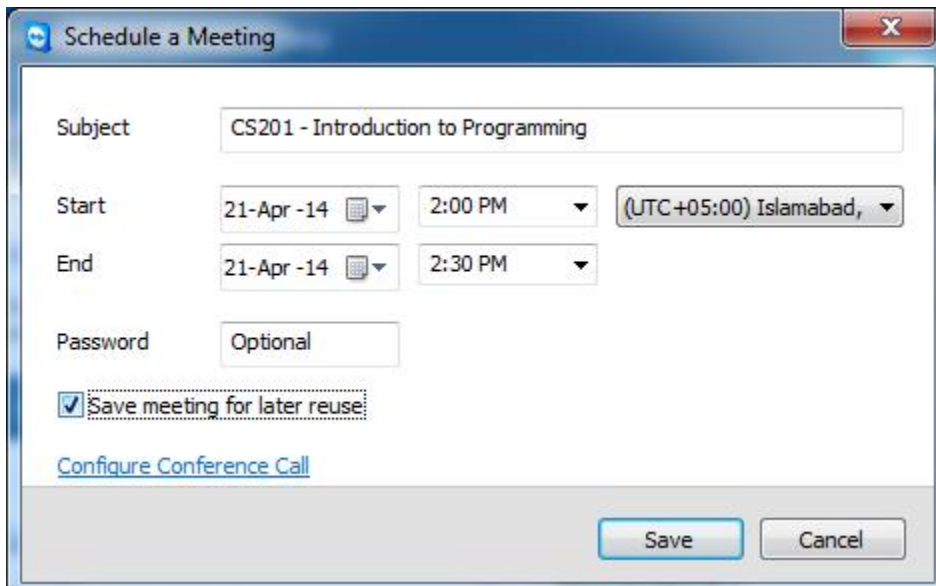 Schedule a Meeting
Subject CS201 - Introduction to Programming
Start 21-Apr -14 2:00 PM (UTC+05:00) Islamabad,
End 21-Apr -14 2:30 PM
Password Optional
Save meeting for later reuse
Configure Conference Call
Save Cancel